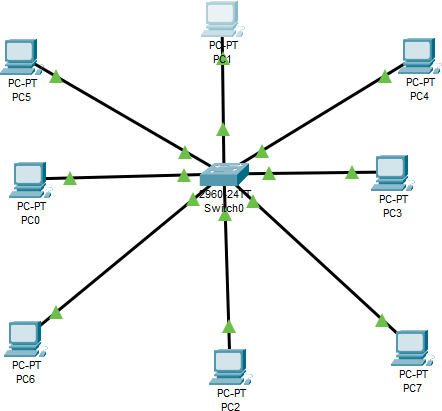 PC-PT
PC1
PC-PT
PC5
PC-PT
PC4
PC-PT
PC0
2960-24TT
Switch0
PC-PT
PC3
PC-PT
PC6
PC-PT
PC2
PC-PT
PC7